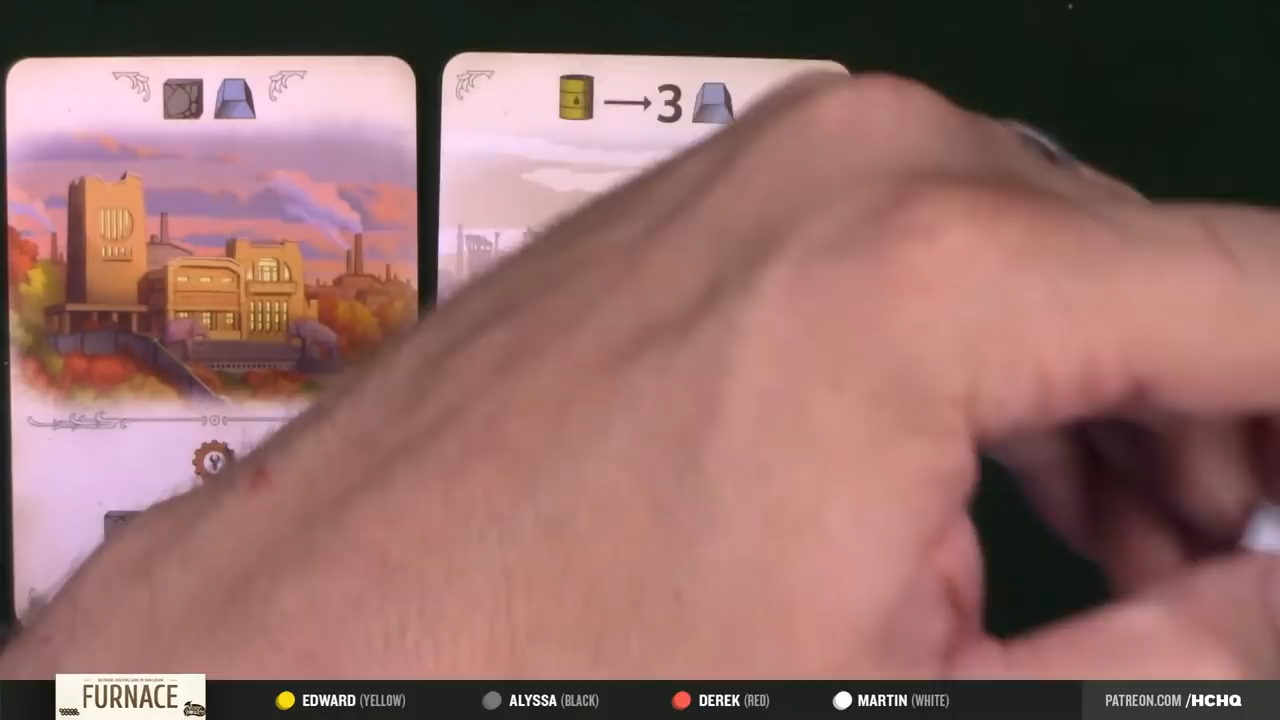 3
FURNACE
EDWARD (YELLOW)
ALYSSA (BLACK)
DEREK (RED)
MARTIN (WHITE)
PATREON.COM /HCHQ